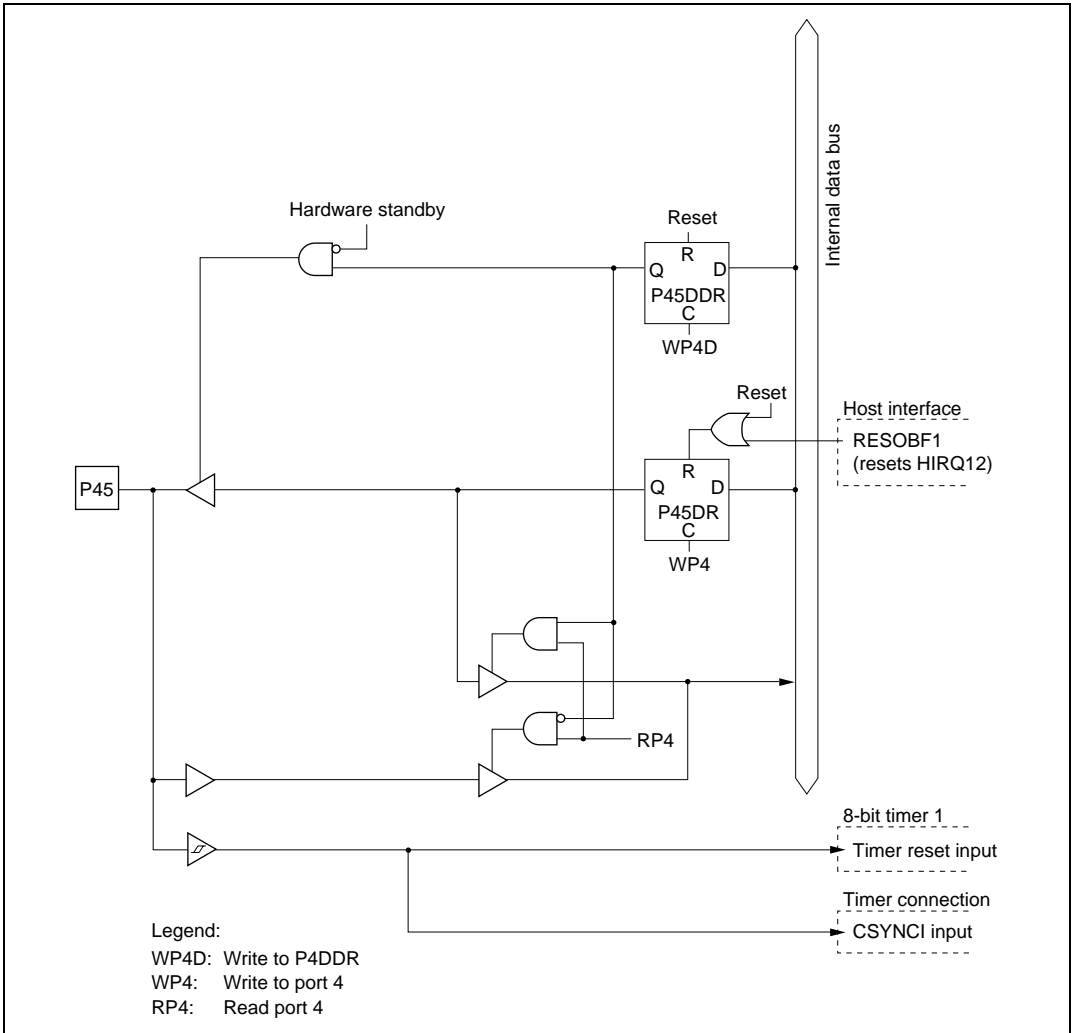 Internal data bus
Hardware standby
Reset
R
Q
D
P45DDR
C
WP4D
Reset
Host interface
RESOBF1
(resets HIRQ12)
R
P45
Q
D
P45DR
C
WP4
RP4
8-bit timer 1
Timer reset input
Timer connection
CSYNCI input
Legend:
WP4D: Write to P4DDR
WP4: Write to port 4
RP4: Read port 4